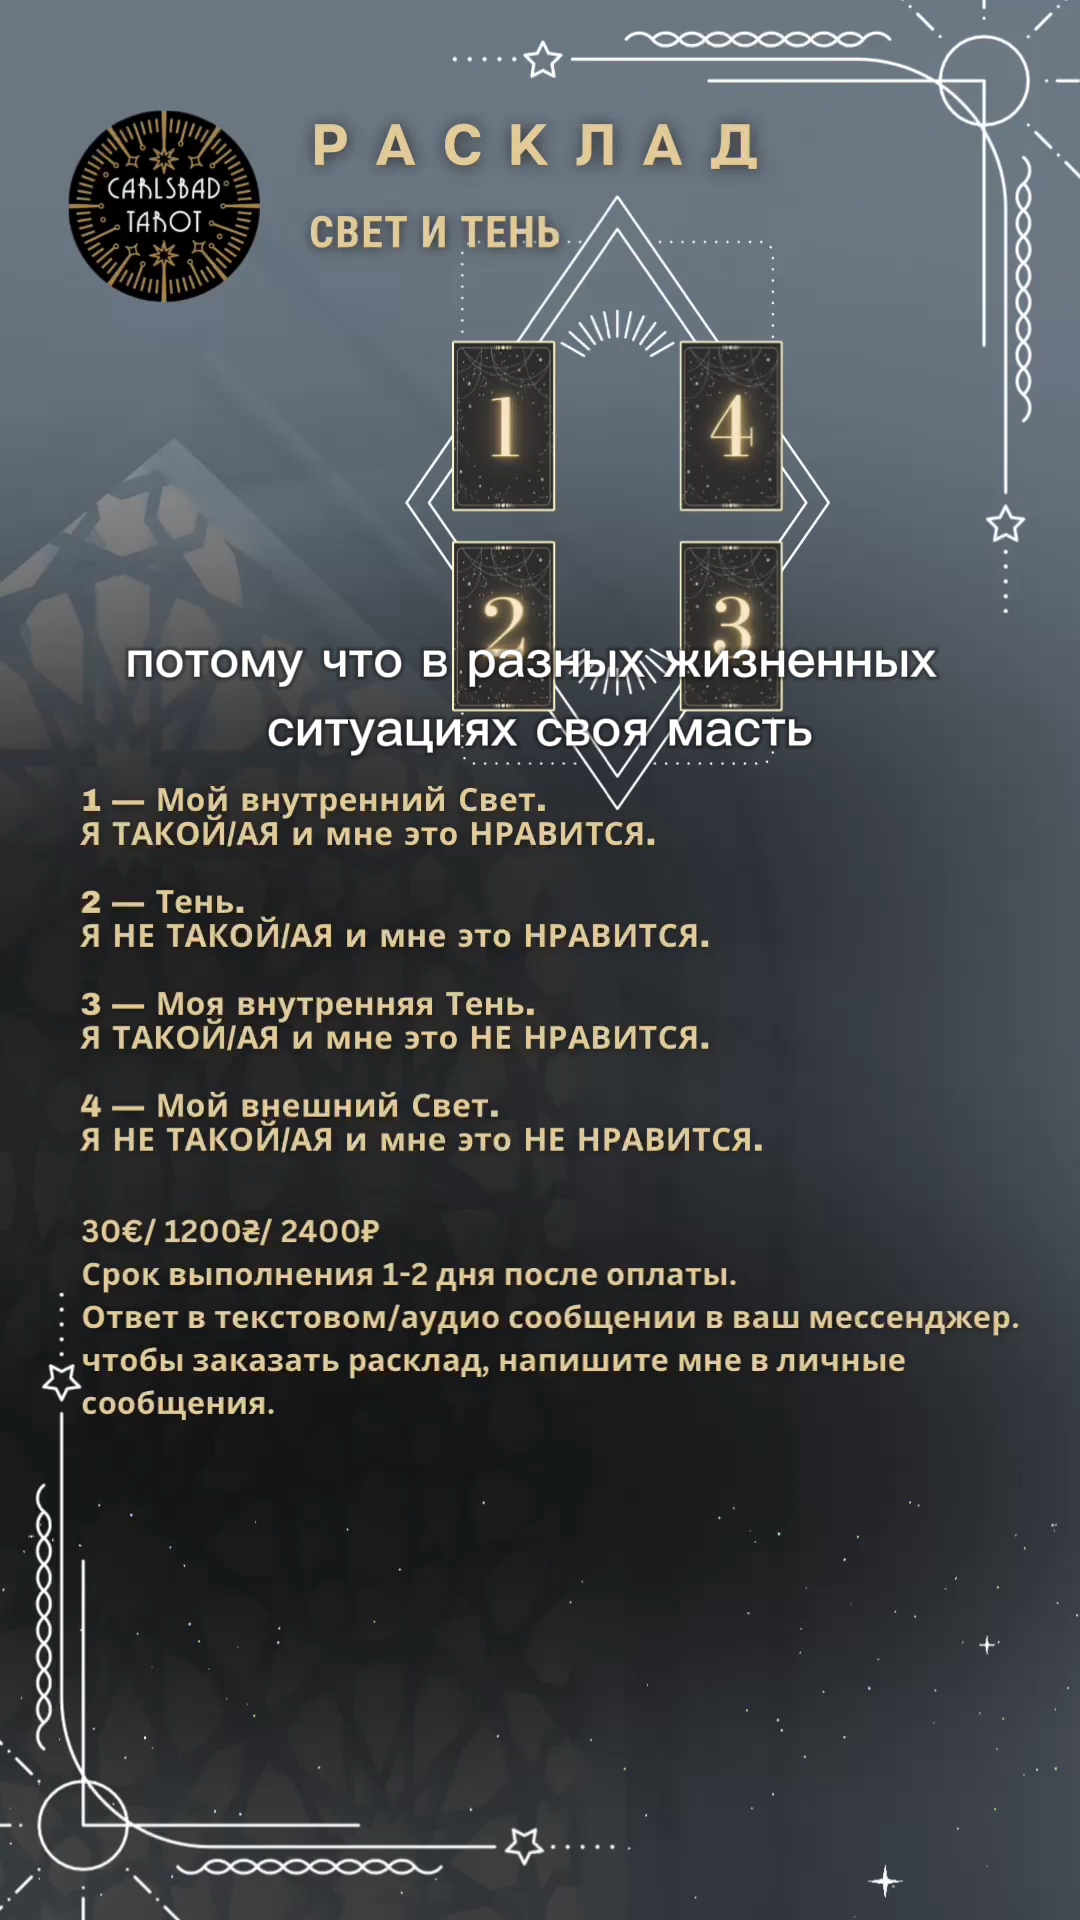 CARLSBAD
TAROT
РАСКЛАД
СВЕТ И ТЕНЬ
1
4
2
3
потому что в разных жизненных
ситуациях своя масть
1 — Мой внутренний Свет.
Я ТАКОЙ/АЯ и мне это НРАВИТСЯ.
2 — Тень.
Я НЕ ТАКОЙ/АЯ и мне это НРАВИТСЯ.
3 — Моя внутренняя Тень.
Я ТАКОЙ/АЯ и мне это НЕ НРАВИТСЯ.
4 — Мой внешний Свет.
Я НЕ ТАКОЙ/АЯ и мне это НЕ НРАВИТСЯ.
30€/ 1200₴/ 2400₽
Срок выполнения 1-2 дня после оплаты.
Ответ в текстовом/аудио сообщении в ваш мессенджер.
чтобы заказать расклад, напишите мне в личные
сообщения.